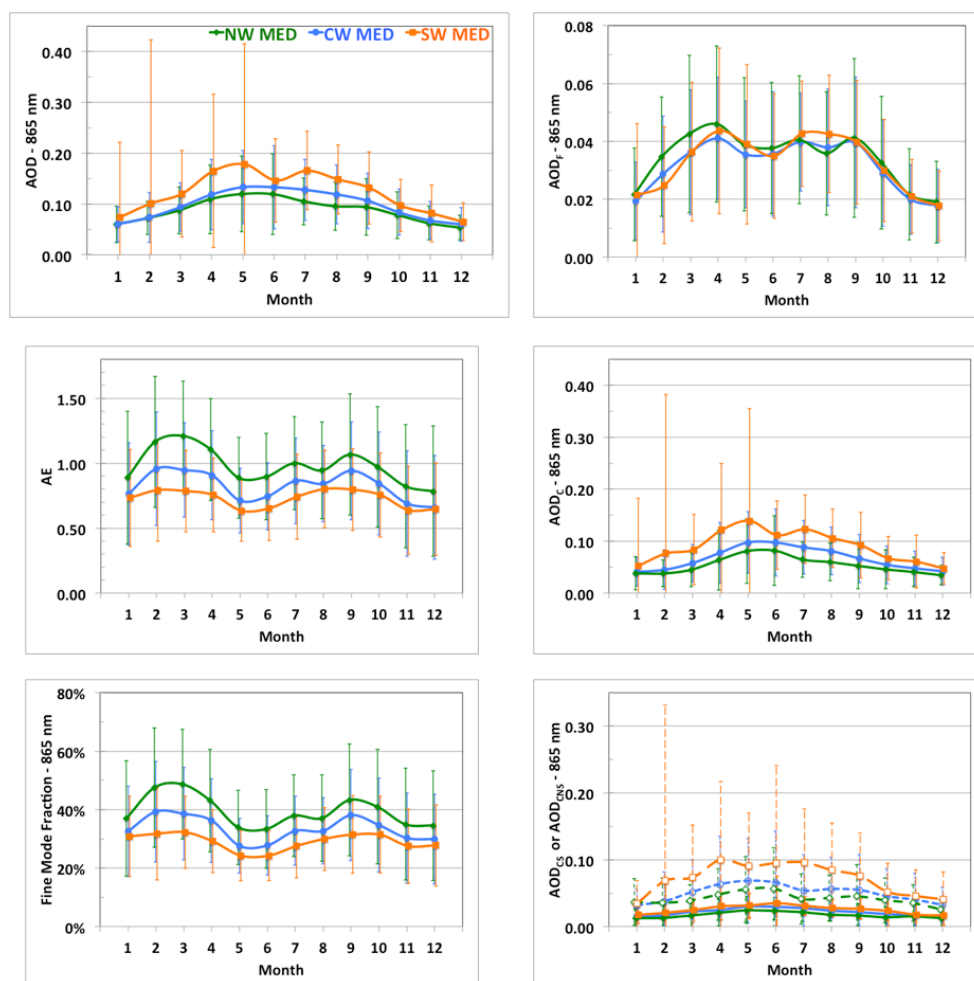 NW MED CW MED SW MED
AOD - 865 nm
0.40
0.30
0.20
0.10
0.00
1 2 3 4 5 6 7 8 9 10 11 12
Month
AOD_F - 865 nm
0.08
0.06
0.04
0.02
0.00
1 2 3 4 5 6 7 8 9 10 11 12
Month
AE
1.50
1.00
0.50
0.00
1 2 3 4 5 6 7 8 9 10 11 12
Month
AOD_C - 865 nm
0.40
0.30
0.20
0.10
0.00
1 2 3 4 5 6 7 8 9 10 11 12
Month
Fine Mode Fraction - 865 nm
80%
60%
40%
20%
0%
1 2 3 4 5 6 7 8 9 10 11 12
Month
AOD_CS or AOD_CNS - 865 nm
0.30
0.20
0.10
0.00
1 2 3 4 5 6 7 8 9 10 11 12
Month